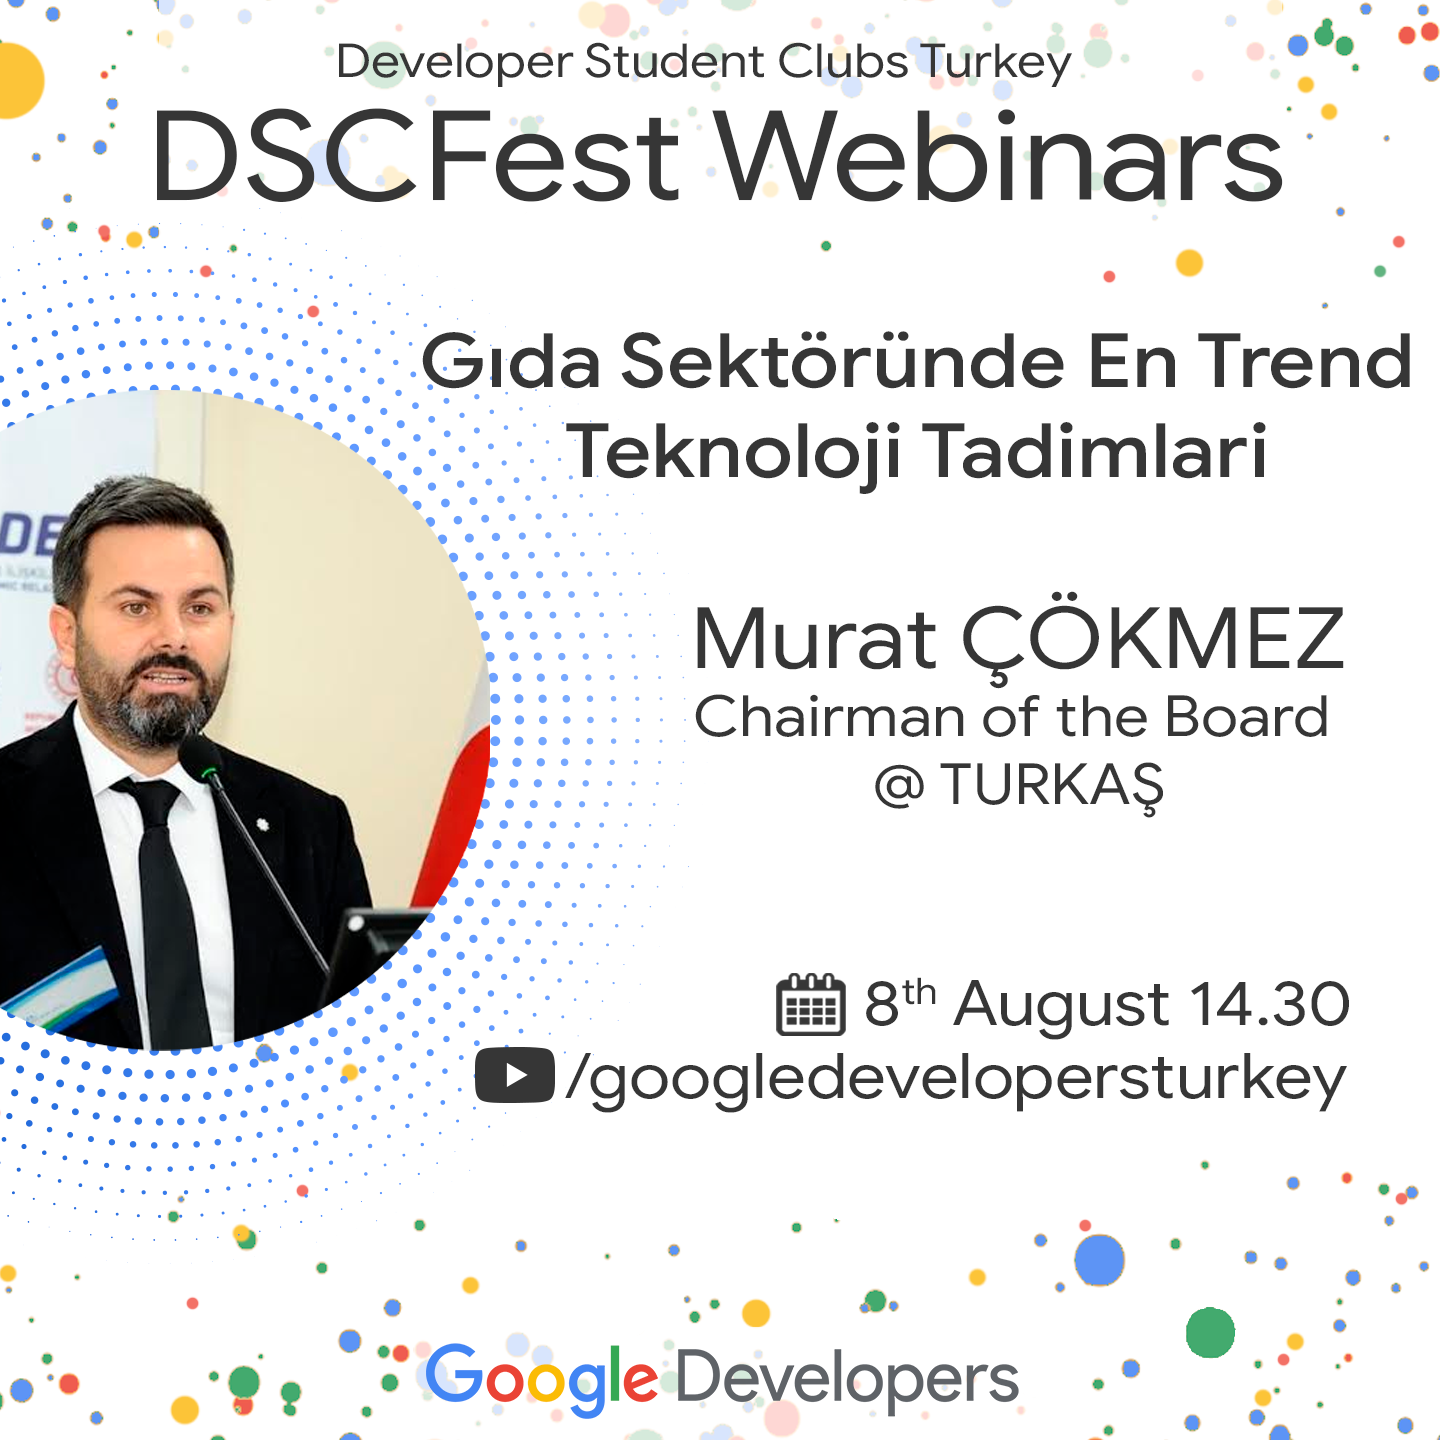 Developer Student Clubs Turkey
DSCFest Webinars
Gıda Sektöründe En Trend
Teknoloji Tadimlari
DE
Murat ÇÖKMEZ
Chairman of the Board
@ TURKAŞ
8th August 14.30
/googledevelopersturkey
Google Developers